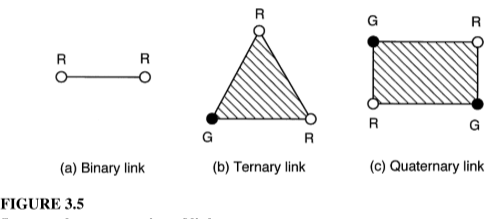 R R
R
G R
G R
R G
(a) Binary link (b) Ternary link (c) Quaternary link
FIGURE 3.5